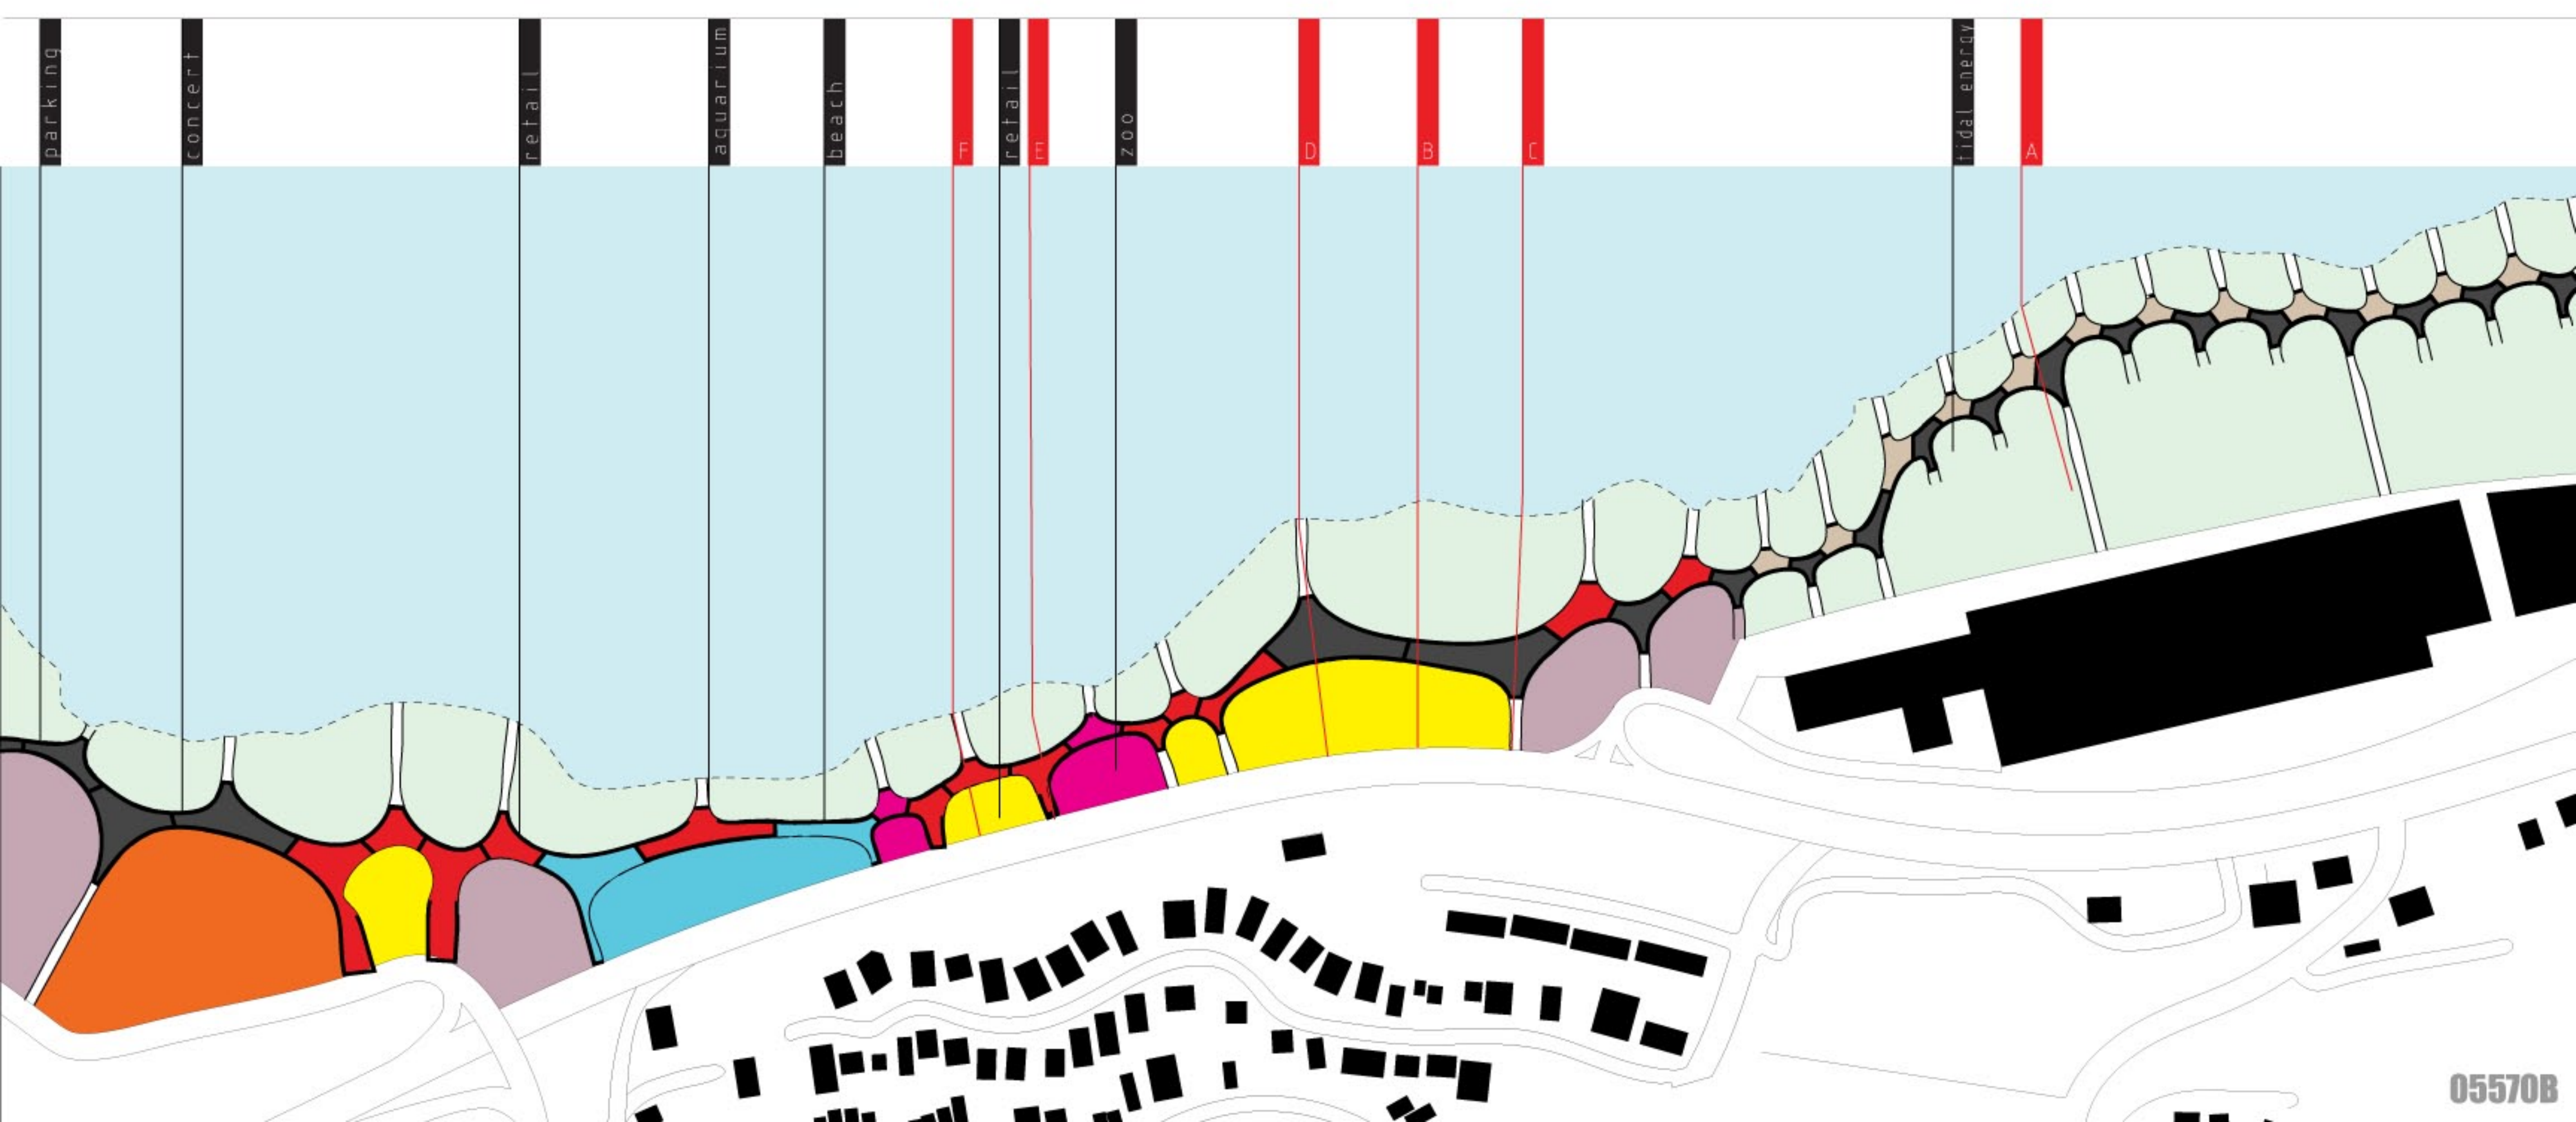 parking
concert
retail
aquarium
beach
F
retail
E
zoo
D
B
C
tidal energy
A
05570B